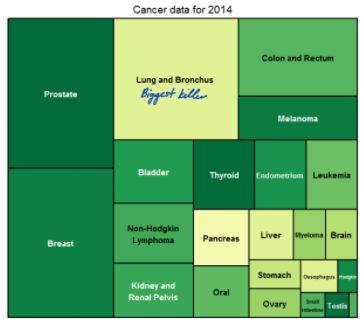 Cancer data for 2014
Prostate
Lung and Bronchus
Biggest killer
Colon and Rectum
Melanoma
Breast
Bladder
Thyroid
Endometrium
Leukemia
Non-Hodgkin
Lymphoma
Pancreas
Liver
Myeloma
Brain
Kidney and
Renal Pelvis
Oral
Stomach
Oesophagus
Hodgkin
Ovary
Small
Intestine
Testis